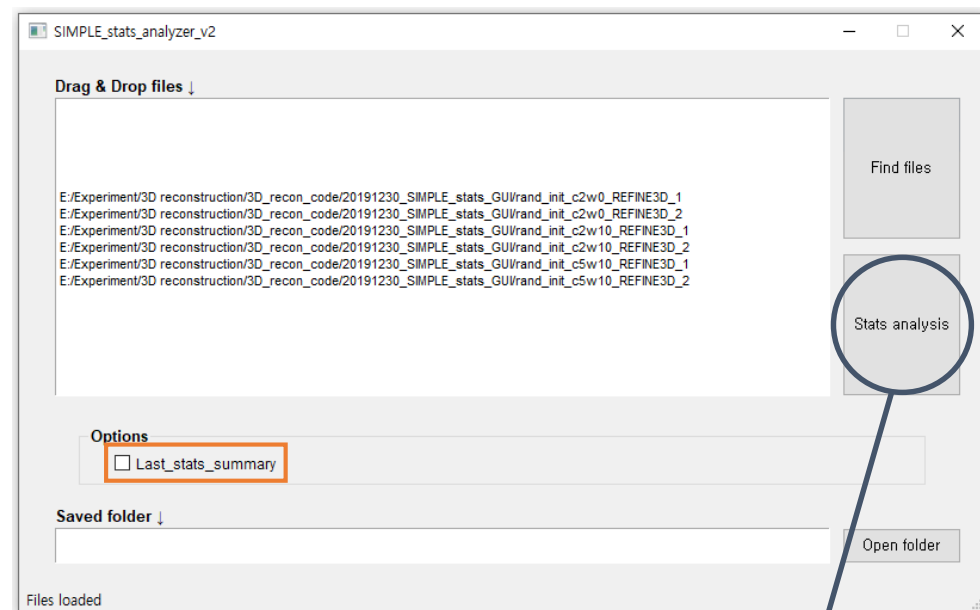 SIMPLE_stats_analyzer_v2
Drag & Drop files ↓
E:/Experiment/3D reconstruction/3D_recon_code/20191230_SIMPLE_stats_GUI/rand_init_c2w0_REFINE3D_1
E:/Experiment/3D reconstruction/3D_recon_code/20191230_SIMPLE_stats_GUI/rand_init_c2w0_REFINE3D_2
E:/Experiment/3D reconstruction/3D_recon_code/20191230_SIMPLE_stats_GUI/rand_init_c2w10_REFINE3D_1
E:/Experiment/3D reconstruction/3D_recon_code/20191230_SIMPLE_stats_GUI/rand_init_c2w10_REFINE3D_2
E:/Experiment/3D reconstruction/3D_recon_code/20191230_SIMPLE_stats_GUI/rand_init_c5w10_REFINE3D_1
E:/Experiment/3D reconstruction/3D_recon_code/20191230_SIMPLE_stats_GUI/rand_init_c5w10_REFINE3D_2
Find files
Stats analysis
Options
Last_stats_summary
Saved folder ↓
Open folder
Files loaded